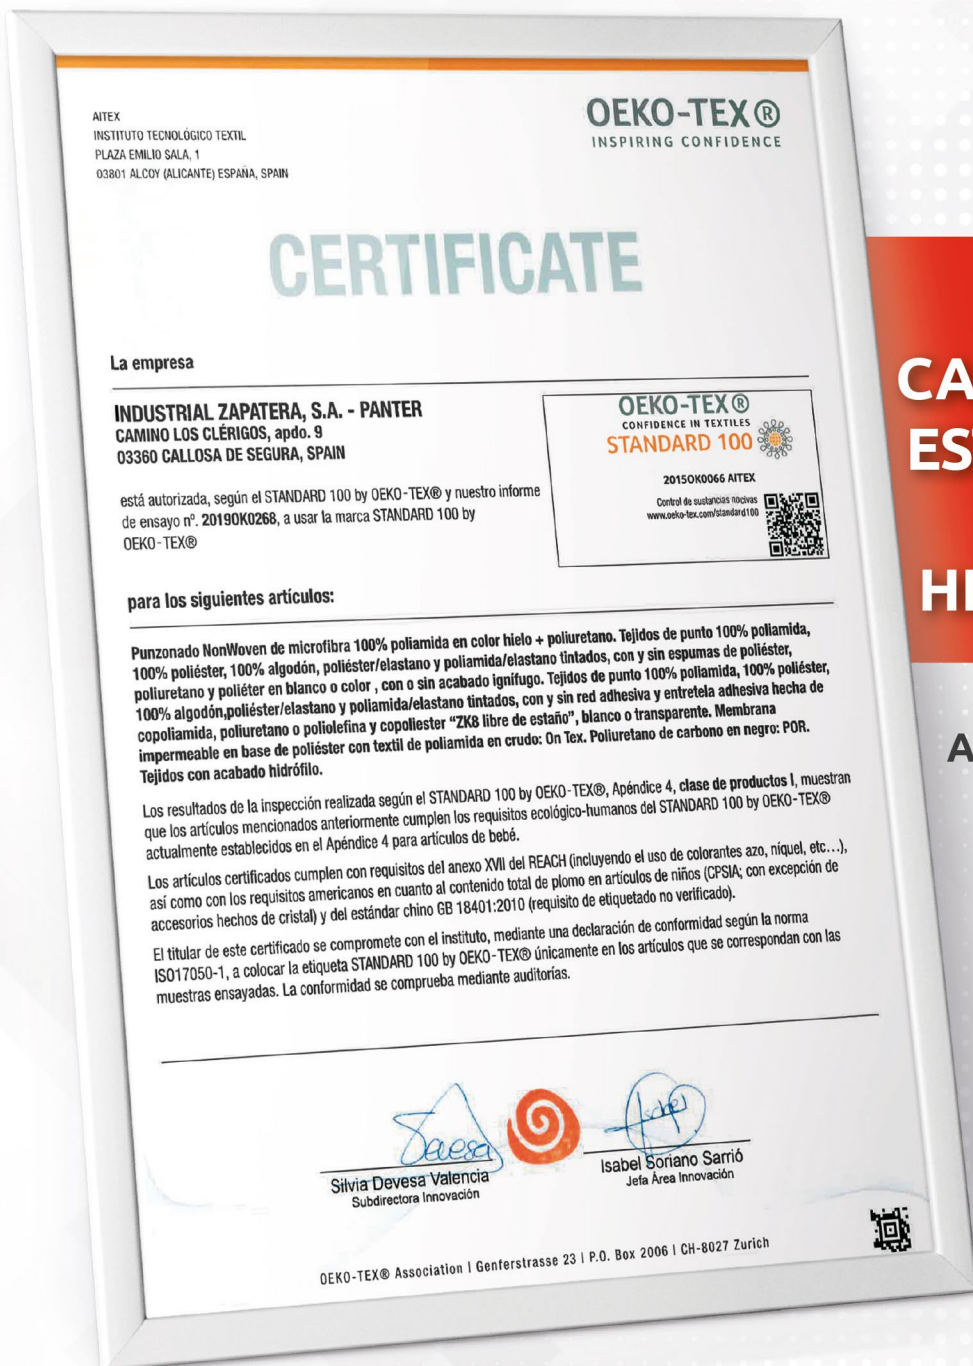 AITEX
INSTITUTO TECNOLÓGICO TEXTIL
PLAZA EMILIO SALA, 1
03801 ALCOY (ALICANTE) ESPAÑA, SPAIN
OEKO-TEX®
INSPIRING CONFIDENCE
CERTIFICATE
La empresa
INDUSTRIAL ZAPATERA, S.A. - PANTER
CAMINO LOS CLÉRIGOS, apdo. 9
03360 CALLOSA DE SEGURA, SPAIN
está autorizada, según el STANDARD 100 by OEKO-TEX® y nuestro informe
de ensayo nº. 2019OK0268, a usar la marca STANDARD 100 by
OEKO-TEX®
OEKO-TEX®
CONFIDENCE IN TEXTILES
STANDARD 100
2015OK0066 AITEX
Control de sustancias nocivas
www.oeko-tex.com/standard100
para los siguientes artículos:
Punzonado NonWoven de microfibra 100% poliamida en color hielo + poliuretano. Tejidos de punto 100% poliamida,
100% poliéster, 100% algodón, poliéster/elastano y poliamida/elastano tintados, con y sin espumas de poliéster,
poliuretano y poliéter en blanco o color , con o sin acabado ignífugo. Tejidos de punto 100% poliamida, 100% poliéster,
100% algodón,poliéster/elastano y poliamida/elastano tintados, con y sin red adhesiva y entretela adhesiva hecha de
copoliamida, poliuretano o poliolefina y copoliester “ZK8 libre de estaño”, blanco o transparente. Membrana
impermeable en base de poliéster con textil de poliamida en crudo: On Tex. Poliuretano de carbono en negro: POR.
Tejidos con acabado hidrófilo.
Los resultados de la inspección realizada según el STANDARD 100 by OEKO-TEX®, Apéndice 4, clase de productos I, muestran
que los artículos mencionados anteriormente cumplen los requisitos ecológico-humanos del STANDARD 100 by OEKO-TEX®
actualmente establecidos en el Apéndice 4 para artículos de bebé.
Los artículos certificados cumplen con requisitos del anexo XVII del REACH (incluyendo el uso de colorantes azo, níquel, etc...),
así como con los requisitos americanos en cuanto al contenido total de plomo en artículos de niños (CPSIA; con excepción de
accesorios hechos de cristal) y del estándar chino GB 18401:2010 (requisito de etiquetado no verificado).
El titular de este certificado se compromete con el instituto, mediante una declaración de conformidad según la norma
ISO17050-1, a colocar la etiqueta STANDARD 100 by OEKO-TEX® únicamente en los artículos que se correspondan con las
muestras ensayadas. La conformidad se comprueba mediante auditorías.
Devesa
Isabel
Silvia Devesa Valencia
Subdirectora Innovación
Isabel Soriano Sarrió
Jefa Área Innovación
OEKO-TEX® Association | Genferstrasse 23 | P.O. Box 2006 | CH-8027 Zurich
CA
EST
A